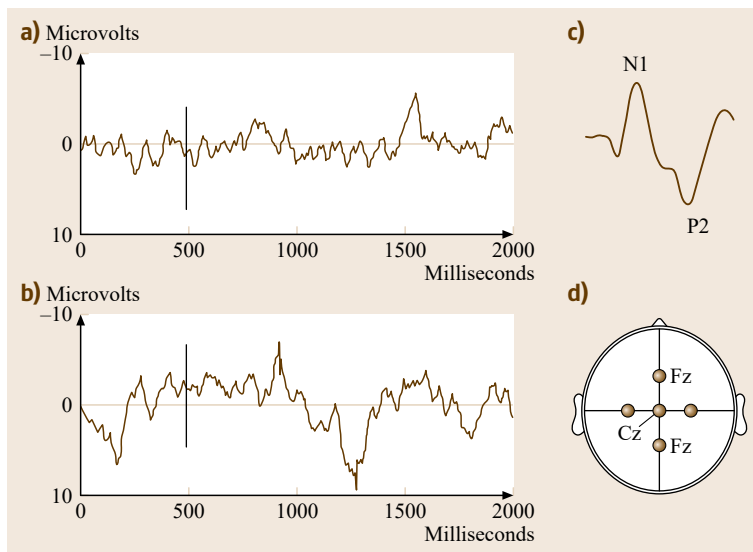 a) Microvolts
–10
0
10
0 500 1000 1500 2000
Milliseconds
b) Microvolts
–10
0
10
0 500 1000 1500 2000
Milliseconds
c)
N1
P2
d)
Fz
Cz
Fz